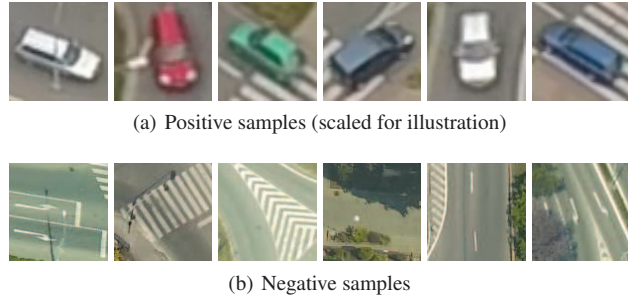 (a) Positive samples (scaled for illustration)
(b) Negative samples